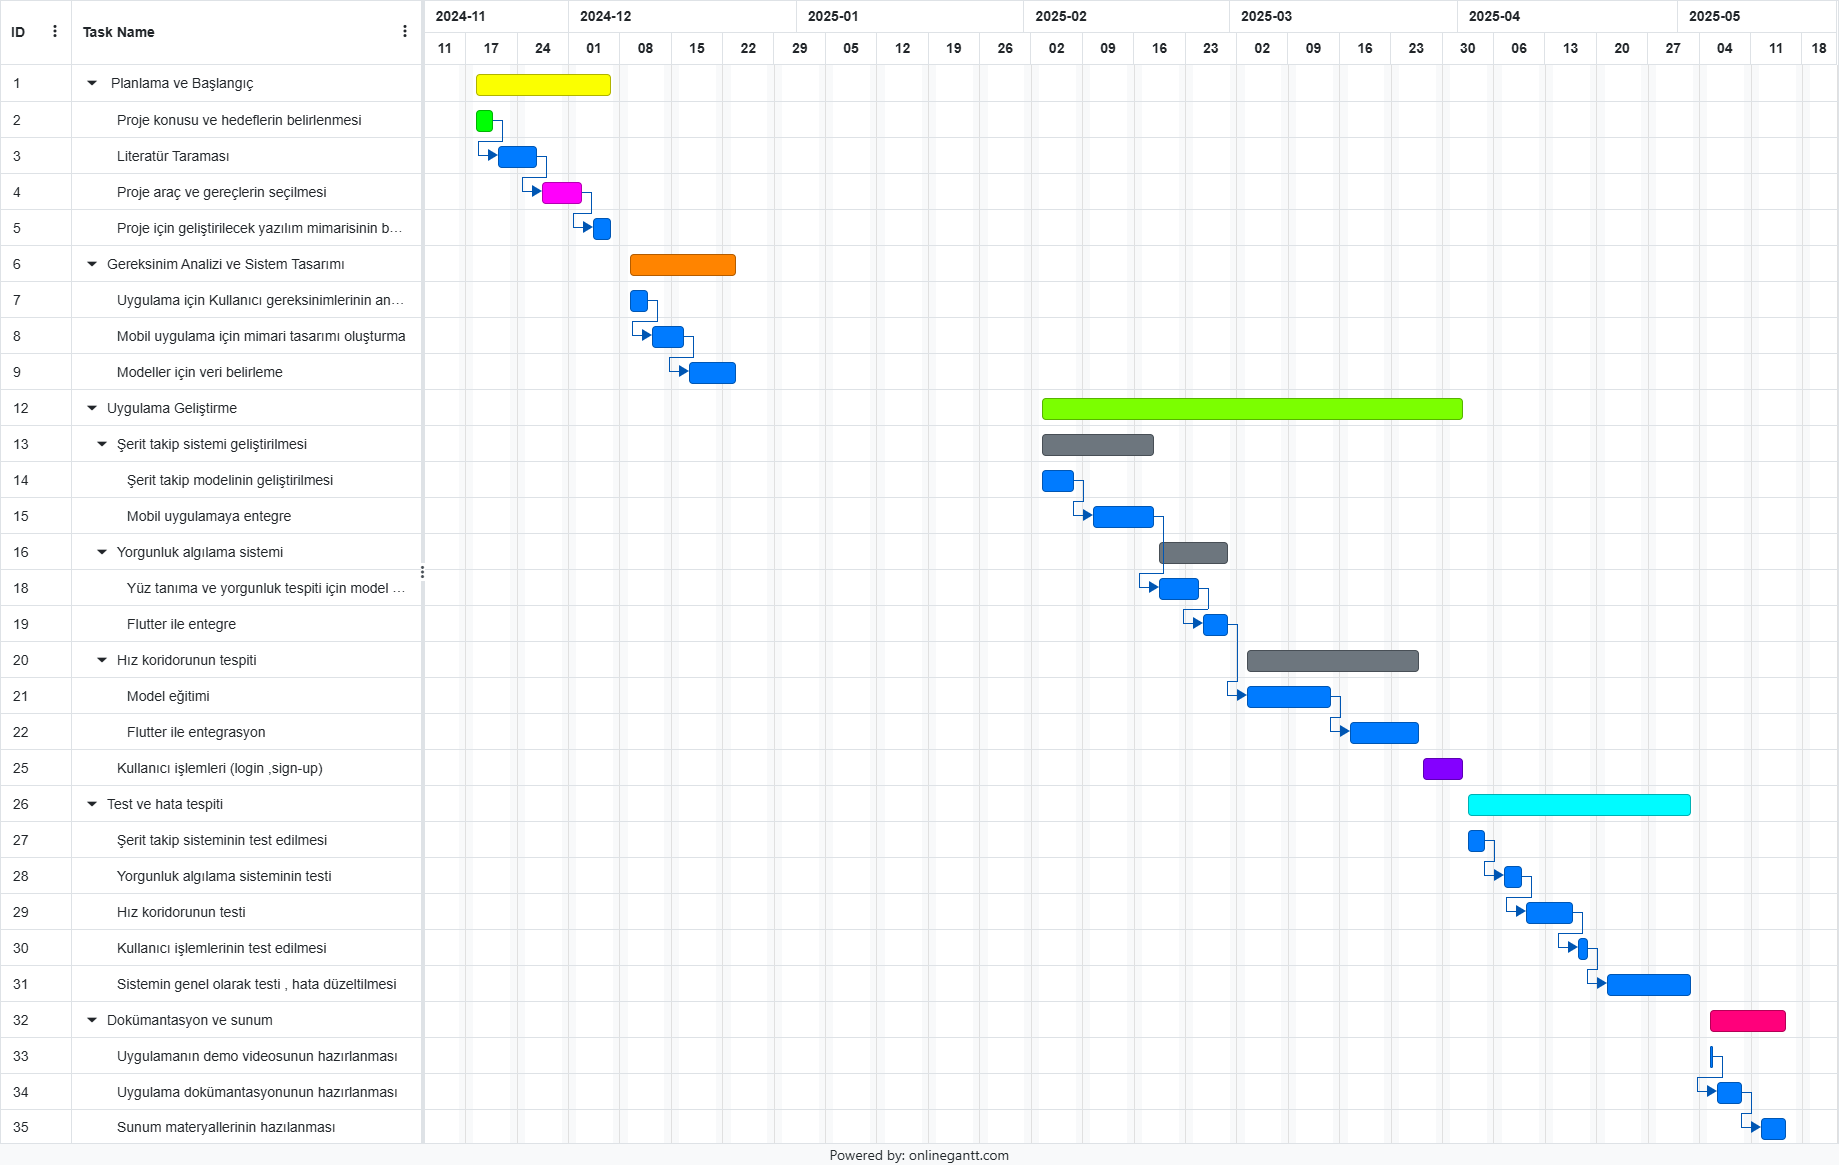 ID Task Name 2024-11 2024-12 2025-01 2025-02 2025-03 2025-04 2025-05
11 17 24 01 08 15 22 29 05 12 19 26 02 09 16 23 02 09 16 23 30 06 13 20 27 04 11 18
1 Planlama ve Başlangıç
2 Proje konusu ve hedeflerin belirlenmesi
3 Literatür Taraması
4 Proje araç ve gereçlerin seçilmesi
5 Proje için geliştirilecek yazılım mimarisinin b...
6 Gereksinim Analizi ve Sistem Tasarımı
7 Uygulama için Kullanıcı gereksinimlerinin an...
8 Mobil uygulama için mimari tasarımı oluşturma
9 Modeller için veri belirleme
12 Uygulama Geliştirme
13 Şerit takip sistemi geliştirilmesi
14 Şerit takip modelinin geliştirilmesi
15 Mobil uygulamaya entegre
16 Yorgunluk algılama sistemi
18 Yüz tanıma ve yorgunluk tespiti için model ...
19 Flutter ile entegre
20 Hız koridorunun tespiti
21 Model eğitimi
22 Flutter ile entegrasyon
25 Kullanıcı işlemleri (login ,sign-up)
26 Test ve hata tespiti
27 Şerit takip sisteminin test edilmesi
28 Yorgunluk algılama sisteminin testi
29 Hız koridorunun testi
30 Kullanıcı işlemlerinin test edilmesi
31 Sistemin genel olarak testi , hata düzeltilmesi
32 Dokümantasyon ve sunum
33 Uygulamanın demo videosunun hazırlanması
34 Uygulama dokümantasyonunun hazırlanması
35 Sunum materyallerinin hazılanması
Powered by: onlinegantt.com